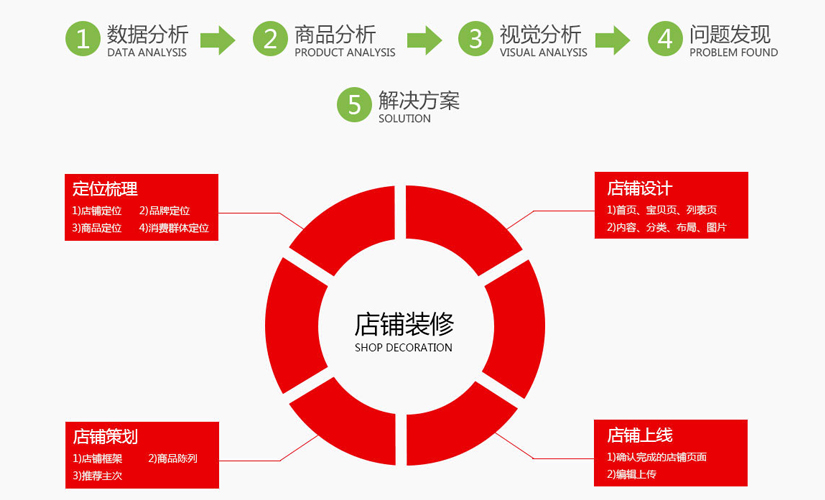 1 数据分析 2 商品分析 3 视觉分析 4 问题发现
DATA ANALYSIS PRODUCT ANALYSIS VISUAL ANALYSIS PROBLEM FOUND
5 解决方案
SOLUTION
定位梳理
1)店铺定位 2)品牌定位
3)商品定位 4)消费群体定位
店铺设计
1)首页、宝贝页、列表页
2)内容、分类、布局、图片
店铺装修
SHOP DECORATION
店铺策划
1)店铺框架 2)商品陈列
3)推荐主次
店铺上线
1)确认完成的店铺页面
2)编辑上传